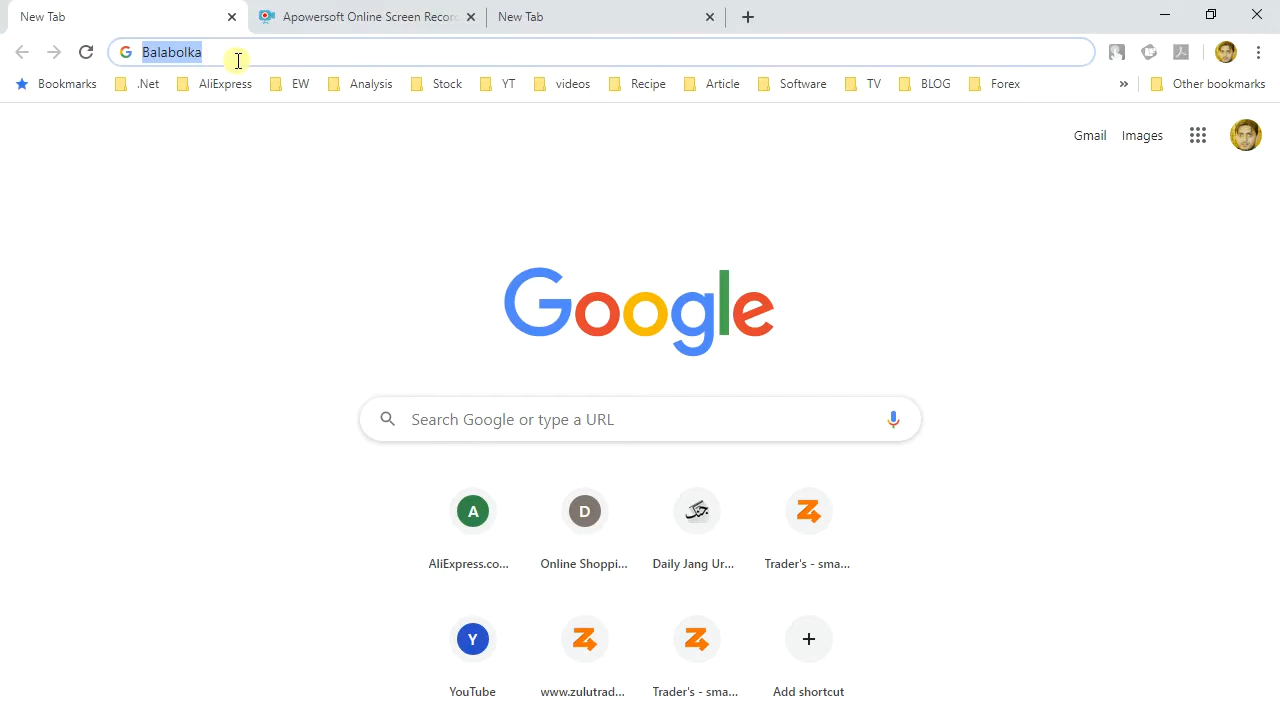 New Tab
Apowersoft Online Screen Recorc
New Tab
Balabolka
Bookmarks .Net AliExpress EW Analysis Stock YT videos Recipe Article Software TV BLOG Forex » Other bookmarks
Gmail Images
Google
Search Google or type a URL
A D جنگ
AliExpress.co... Online Shoppi... Daily Jang Ur... Trader's - sma...
Y
YouTube www.zulutrad... Trader's - sma... Add shortcut